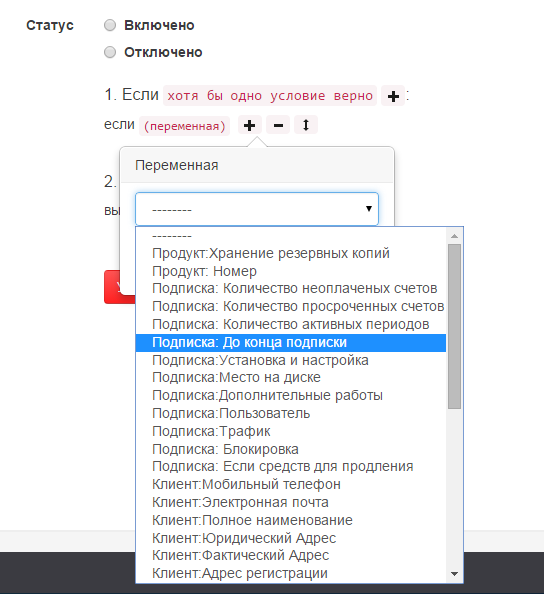 Статус
Включено
Отключено
1. Если хотя бы одно условие верно :
если (переменная)
Переменная
2.
вы
--------
--------
Продукт:Хранение резервных копий
Продукт: Номер
Подписка: Количество неоплаченых счетов
Подписка: Количество просроченных счетов
Подписка: Количество активных периодов
Подписка: До конца подписки
Подписка:Установка и настройка
Подписка:Место на диске
Подписка:Дополнительные работы
Подписка:Пользователь
Подписка:Трафик
Подписка: Блокировка
Подписка: Если средств для продления
Клиент:Мобильный телефон
Клиент:Электронная почта
Клиент:Полное наименование
Клиент:Юридический Адрес
Клиент:Фактический Адрес
Клиент:Адрес регистрации